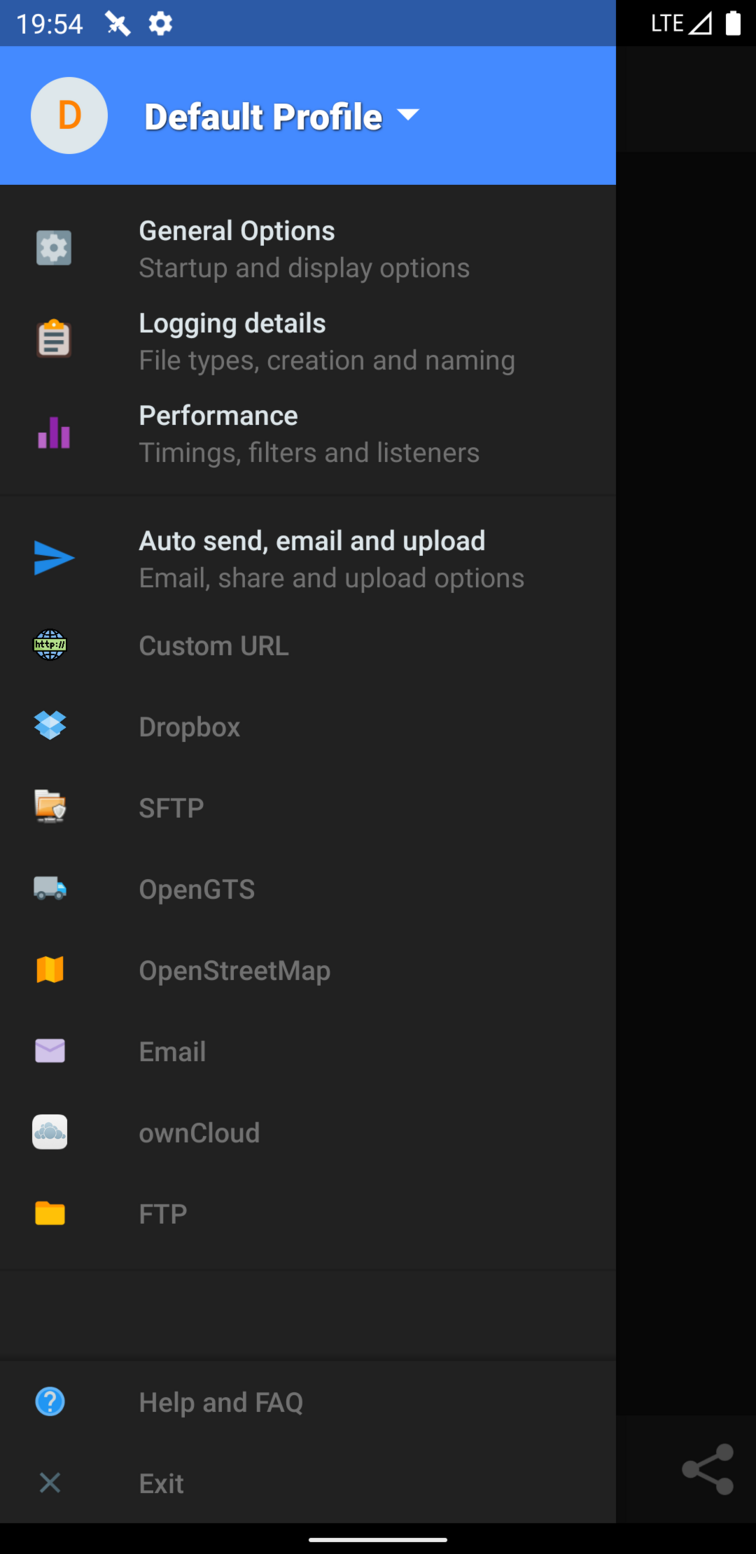 19:54
LTE
D
Default Profile
General Options
Startup and display options
Logging details
File types, creation and naming
Performance
Timings, filters and listeners
Auto send, email and upload
Email, share and upload options
http://
Custom URL
Dropbox
SFTP
OpenGTS
OpenStreetMap
Email
ownCloud
FTP
?
Help and FAQ
Exit